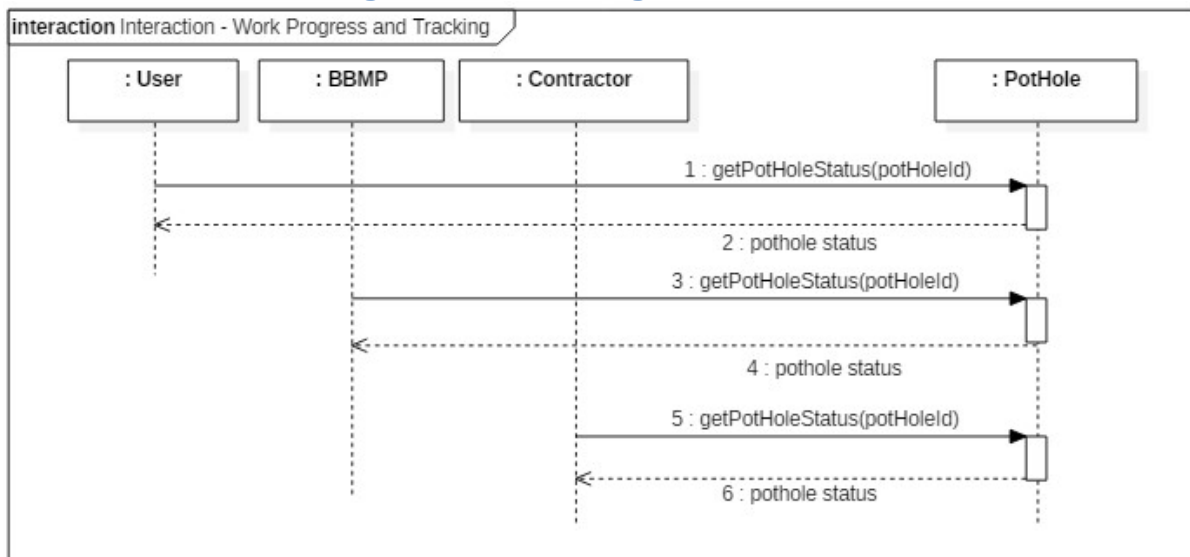 interaction Interaction - Work Progress and Tracking
: User
: BBMP
: Contractor
: PotHole
1 : getPotHoleStatus(potHoleId)
2 : pothole status
3 : getPotHoleStatus(potHoleId)
4 : pothole status
5 : getPotHoleStatus(potHoleId)
6 : pothole status